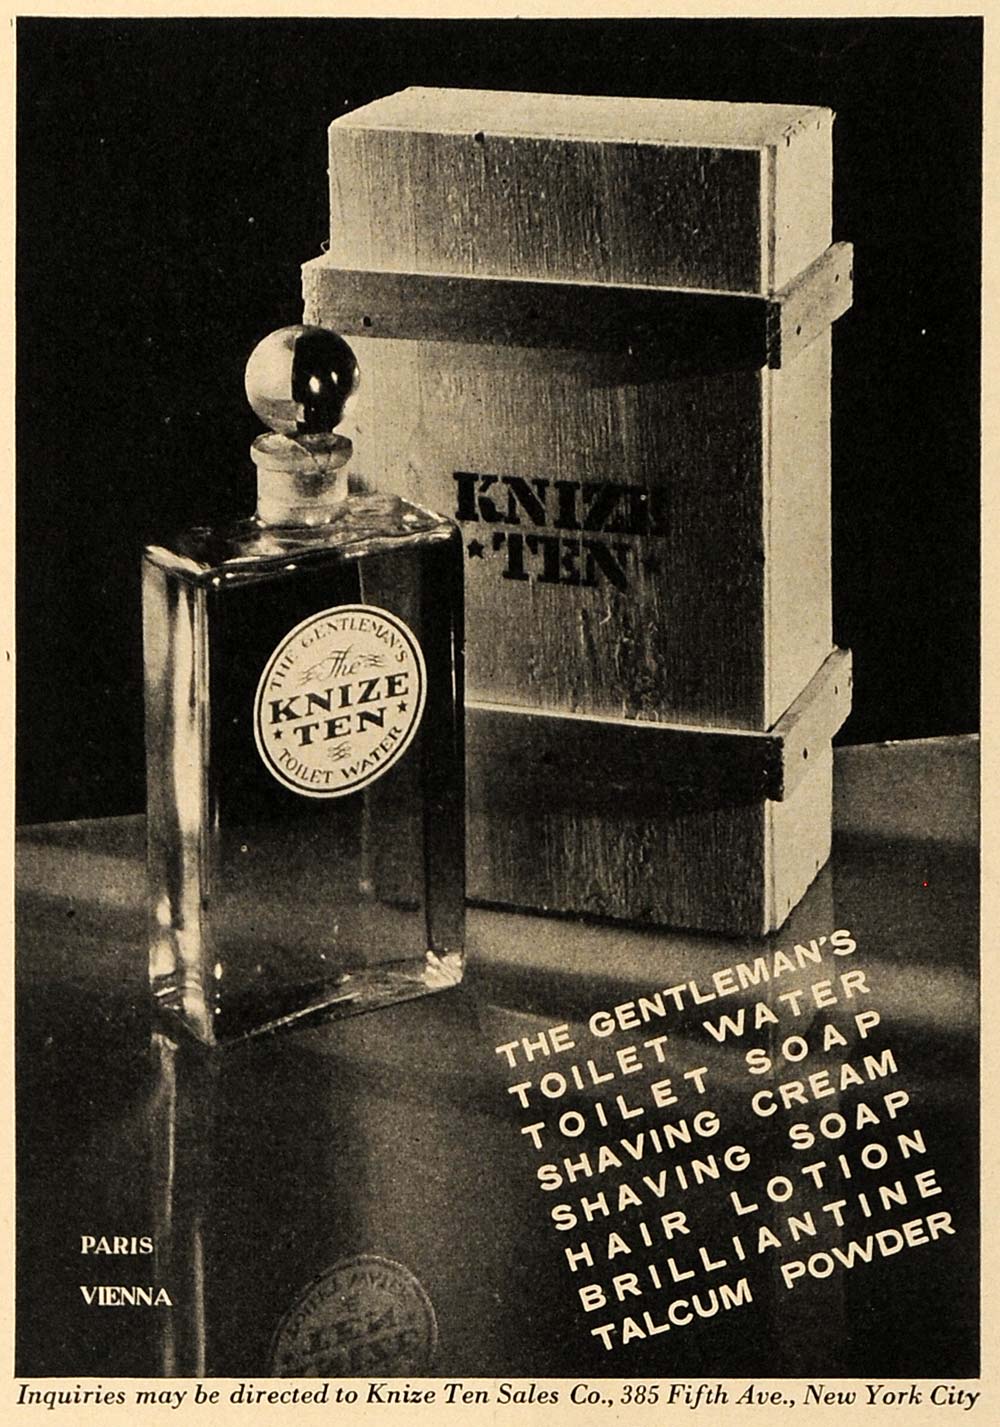 KNIZE
★TEN★
THE GENTLEMAN'S
The
KNIZE
★TEN★
TOILET WATER
THE GENTLEMAN'S
TOILET WATER
TOILET SOAP
SHAVING CREAM
SHAVING SOAP
HAIR LOTION
BRILLIANTINE
TALCUM POWDER
PARIS
VIENNA
Inquiries may be directed to Knize Ten Sales Co., 385 Fifth Ave., New York City